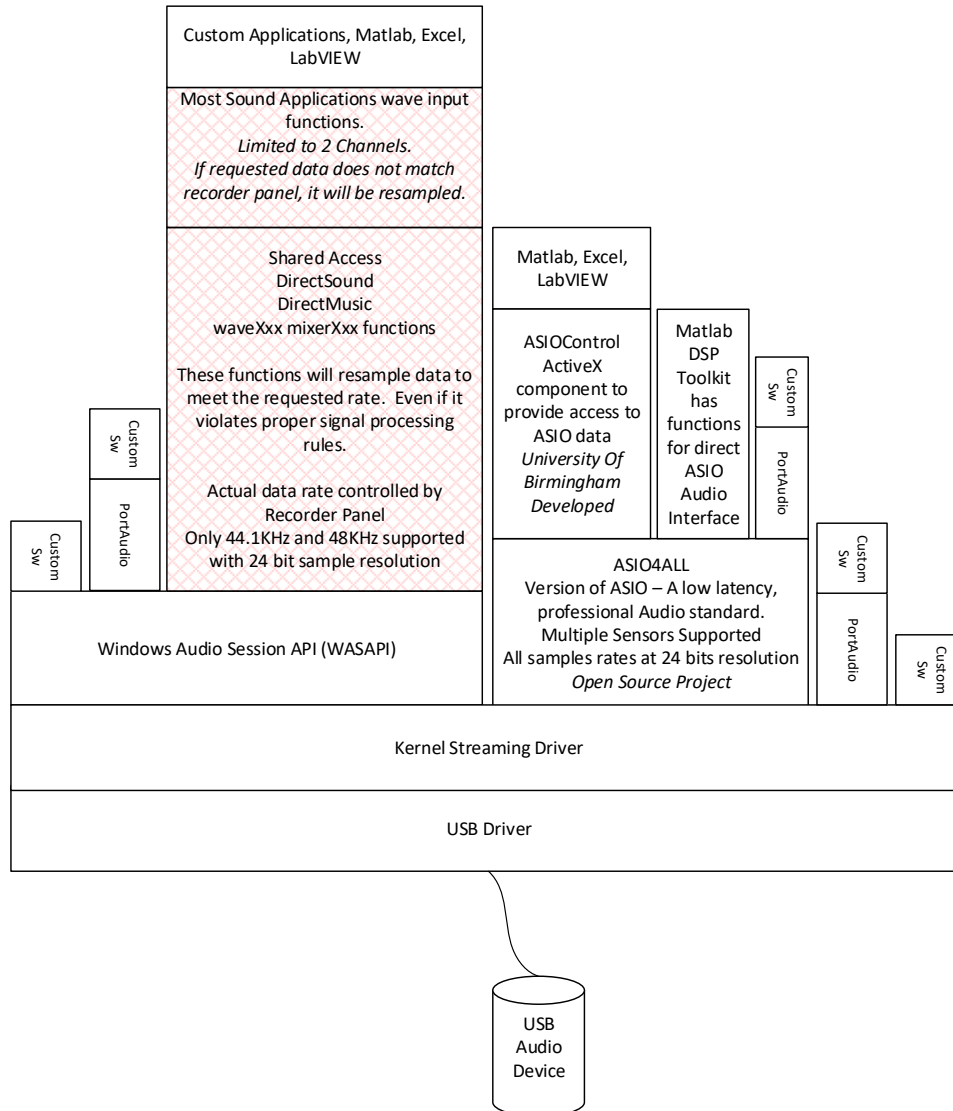 Custom Applications, Matlab, Excel,
LabVIEW
Most Sound Applications wave input
functions.
Limited to 2 Channels.
If requested data does not match
recorder panel, it will be resampled.
Shared Access
DirectSound
DirectMusic
waveXxx mixerXxx functions
These functions will resample data to
meet the requested rate.  Even if it
violates proper signal processing
rules.
Actual data rate controlled by
Recorder Panel
Only 44.1KHz and 48KHz supported
with 24 bit sample resolution
Custom
Sw
PortAudio
Custom
Sw
Windows Audio Session API (WASAPI)
Matlab, Excel,
LabVIEW
ASIOControl
ActiveX
component to
provide access to
ASIO data
University Of
Birmingham
Developed
Matlab
DSP
Toolkit
has
functions
for direct
ASIO
Audio
Interface
Custom
Sw
PortAudio
ASIO4ALL
Version of ASIO – A low latency,
professional Audio standard.
Multiple Sensors Supported
All samples rates at 24 bits resolution
Open Source Project
Custom
Sw
PortAudio
Custom
Sw
Kernel Streaming Driver
USB Driver
USB
Audio
Device